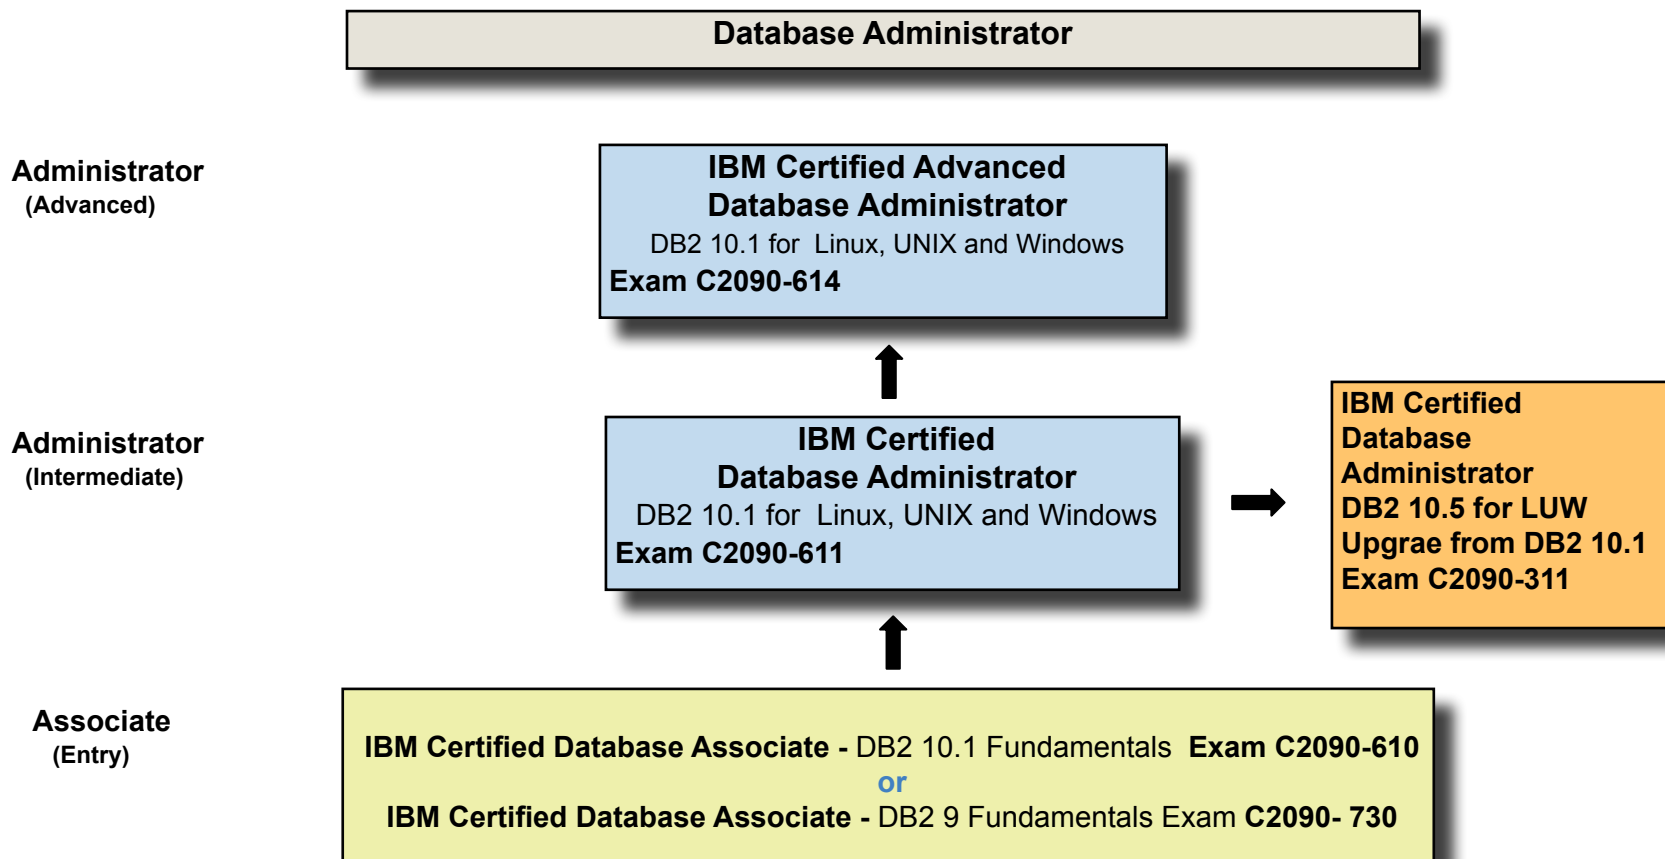 Database Administrator
Administrator
(Advanced)
IBM Certified Advanced
Database Administrator
DB2 10.1 for Linux, UNIX and Windows
Exam C2090-614
Administrator
(Intermediate)
IBM Certified
Database Administrator
DB2 10.1 for Linux, UNIX and Windows
Exam C2090-611
IBM Certified
Database
Administrator
DB2 10.5 for LUW
Upgrae from DB2 10.1
Exam C2090-311
Associate
(Entry)
IBM Certified Database Associate - DB2 10.1 Fundamentals Exam C2090-610
or
IBM Certified Database Associate - DB2 9 Fundamentals Exam C2090- 730